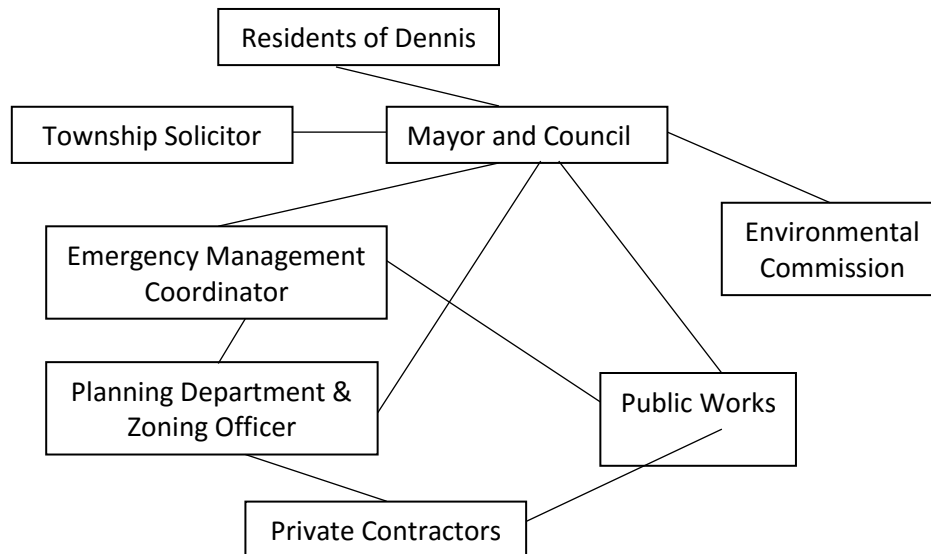 Residents of Dennis
Township Solicitor
Mayor and Council
Environmental
Commission
Emergency Management
Coordinator
Planning Department &
Zoning Officer
Public Works
Private Contractors